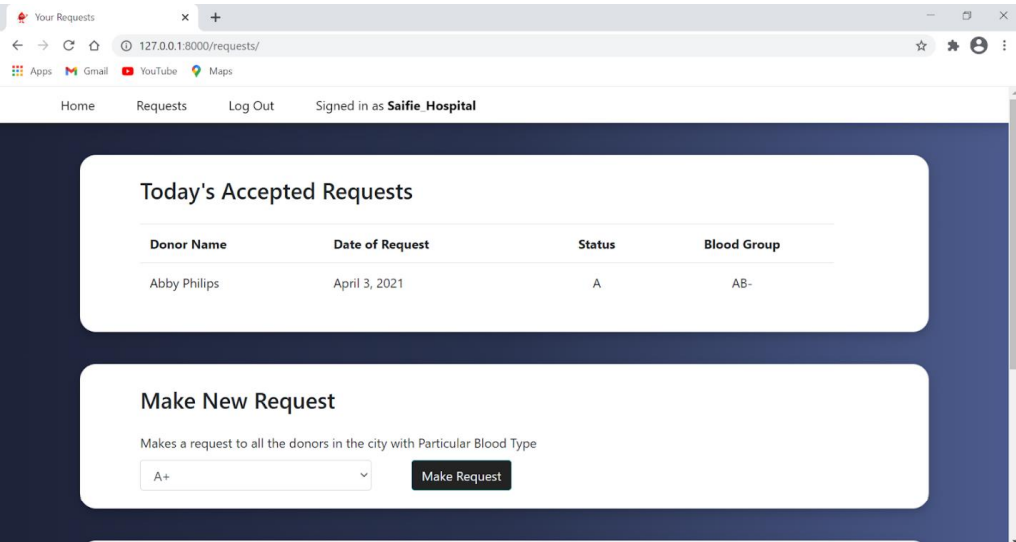 Your Requests
127.0.0.1:8000/requests/
Apps Gmail YouTube Maps
Home Requests Log Out Signed in as Saifie_Hospital
Today's Accepted Requests
Donor Name Date of Request Status Blood Group
Abby Philips April 3, 2021 A AB-
Make New Request
Makes a request to all the donors in the city with Particular Blood Type
A+ Make Request